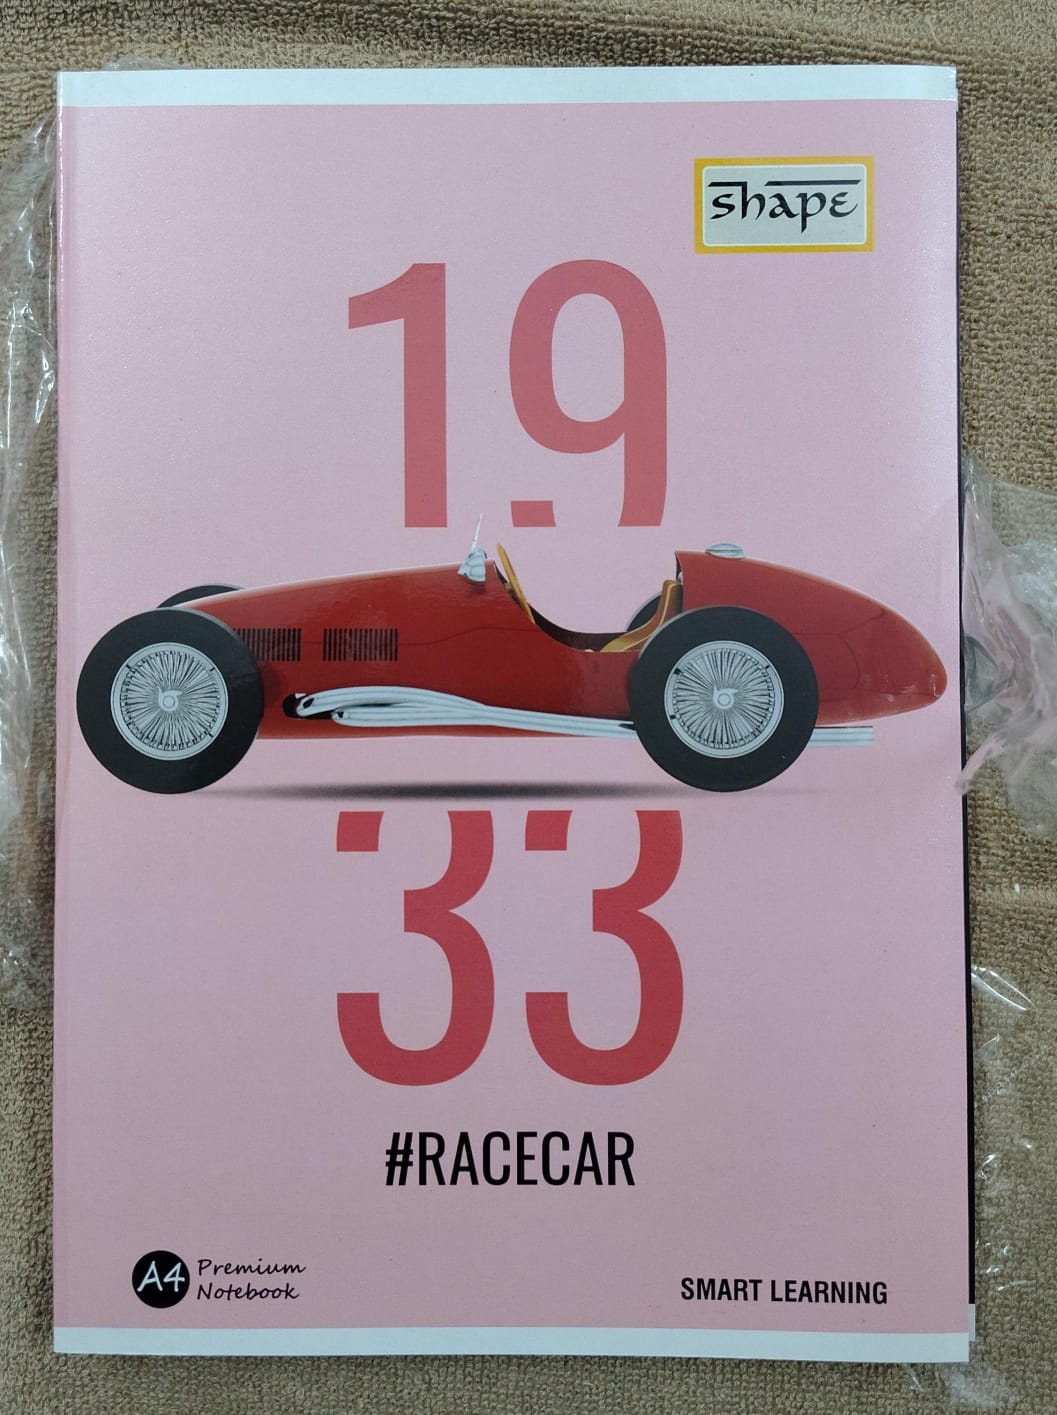 shape
19
33
#RACECAR
A4 Premium
Notebook
SMART LEARNING